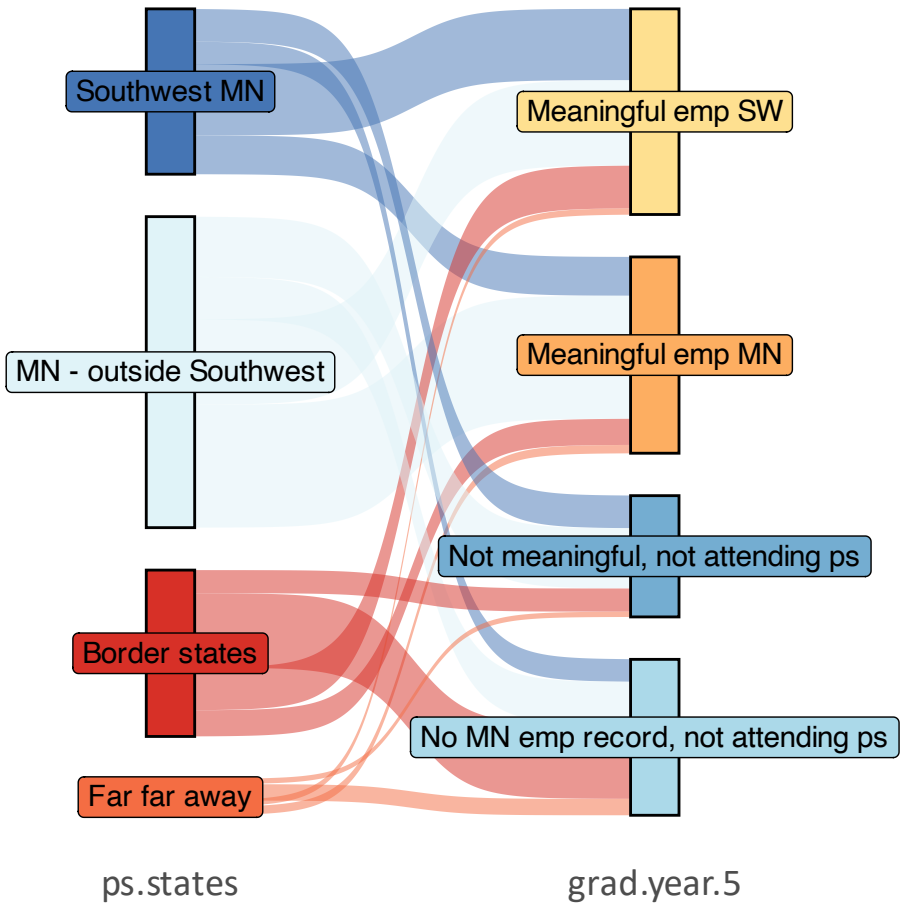 Southwest MN
MN - outside Southwest
Border states
Far far away
Meaningful emp SW
Meaningful emp MN
Not meaningful, not attending ps
No MN emp record, not attending ps
ps.states
grad.year.5